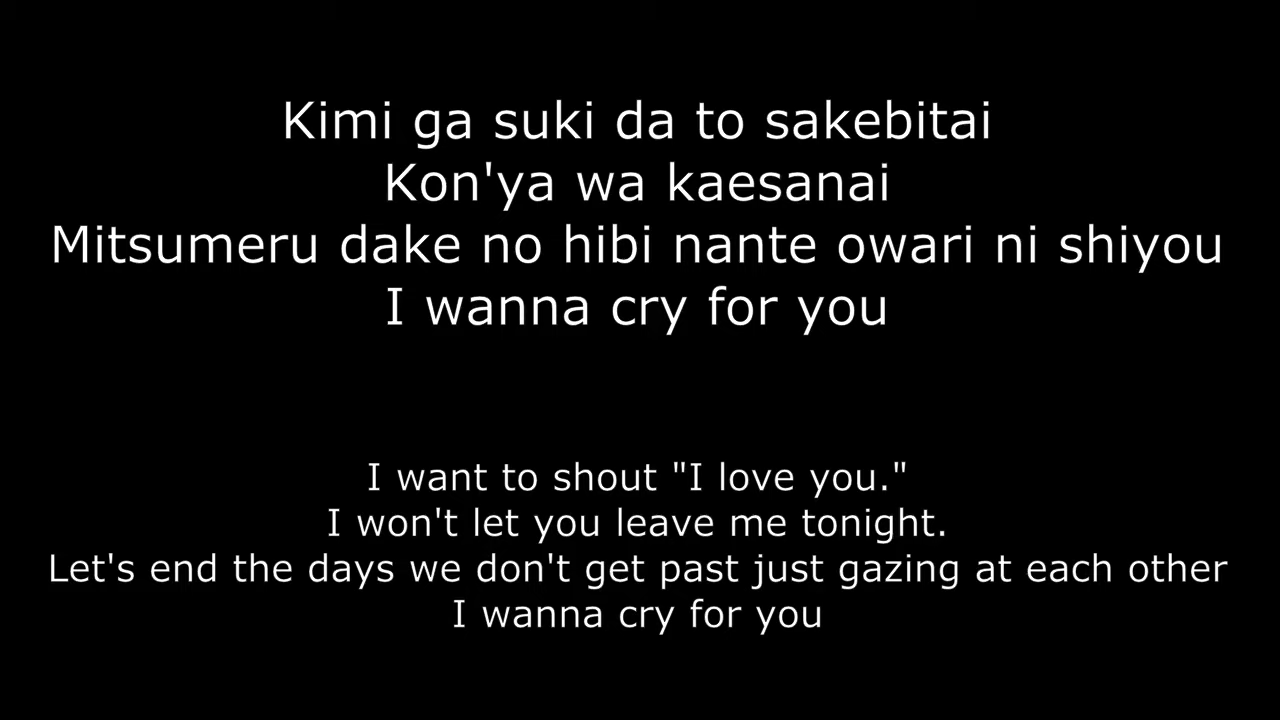 Kimi ga suki da to sakebitai
Kon'ya wa kaesanai
Mitsumeru dake no hibi nante owari ni shiyou
I wanna cry for you
I want to shout "I love you."
I won't let you leave me tonight.
Let's end the days we don't get past just gazing at each other
I wanna cry for you